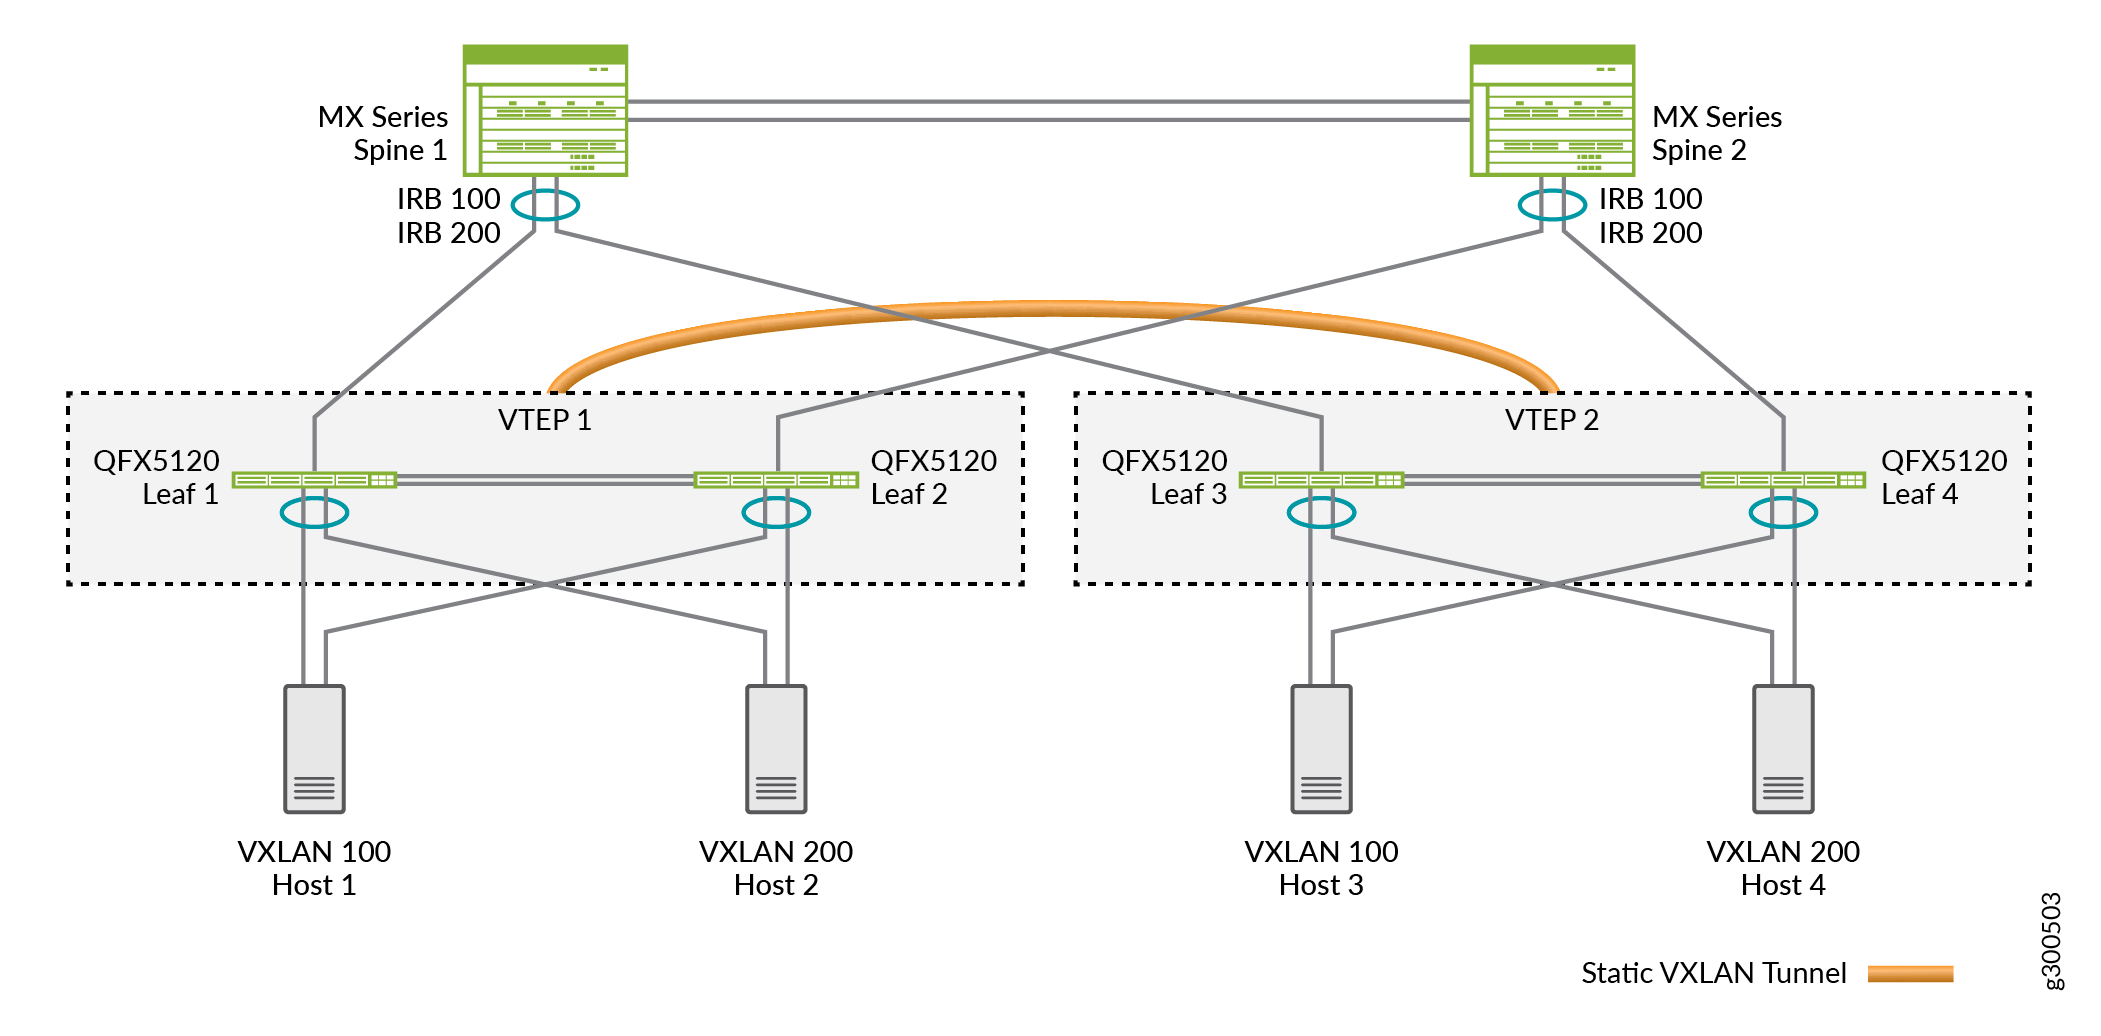 MX Series
Spine 1
MX Series
Spine 2
IRB 100
IRB 200
IRB 100
IRB 200
VTEP 1
VTEP 2
QFX5120
Leaf 1
QFX5120
Leaf 2
QFX5120
Leaf 3
QFX5120
Leaf 4
VXLAN 100
Host 1
VXLAN 200
Host 2
VXLAN 100
Host 3
VXLAN 200
Host 4
Static VXLAN Tunnel
g300503